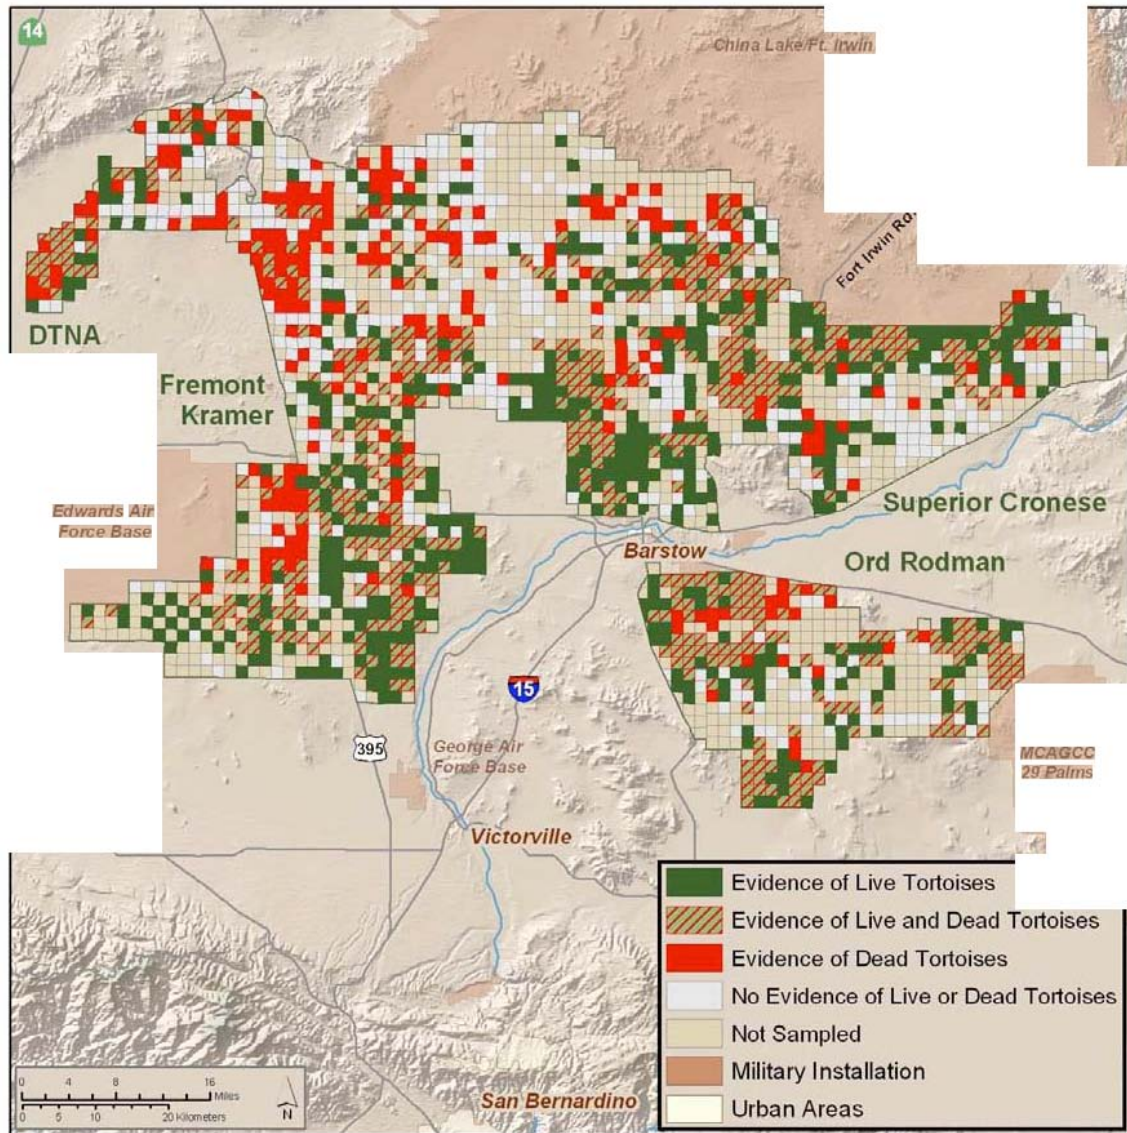 14
China Lake/Ft. Irwin
Fort Irwin Rd.
DTNA
Fremont
Kramer
Edwards Air
Force Base
Superior Cronese
Barstow
Ord Rodman
15
395
George Air
Force Base
MCAGCC
29 Palms
Victorville
Evidence of Live Tortoises
Evidence of Live and Dead Tortoises
Evidence of Dead Tortoises
No Evidence of Live or Dead Tortoises
Not Sampled
Military Installation
Urban Areas
0 4 8 16
Miles
0 5 10 20 Kilometers
N
San Bernardino